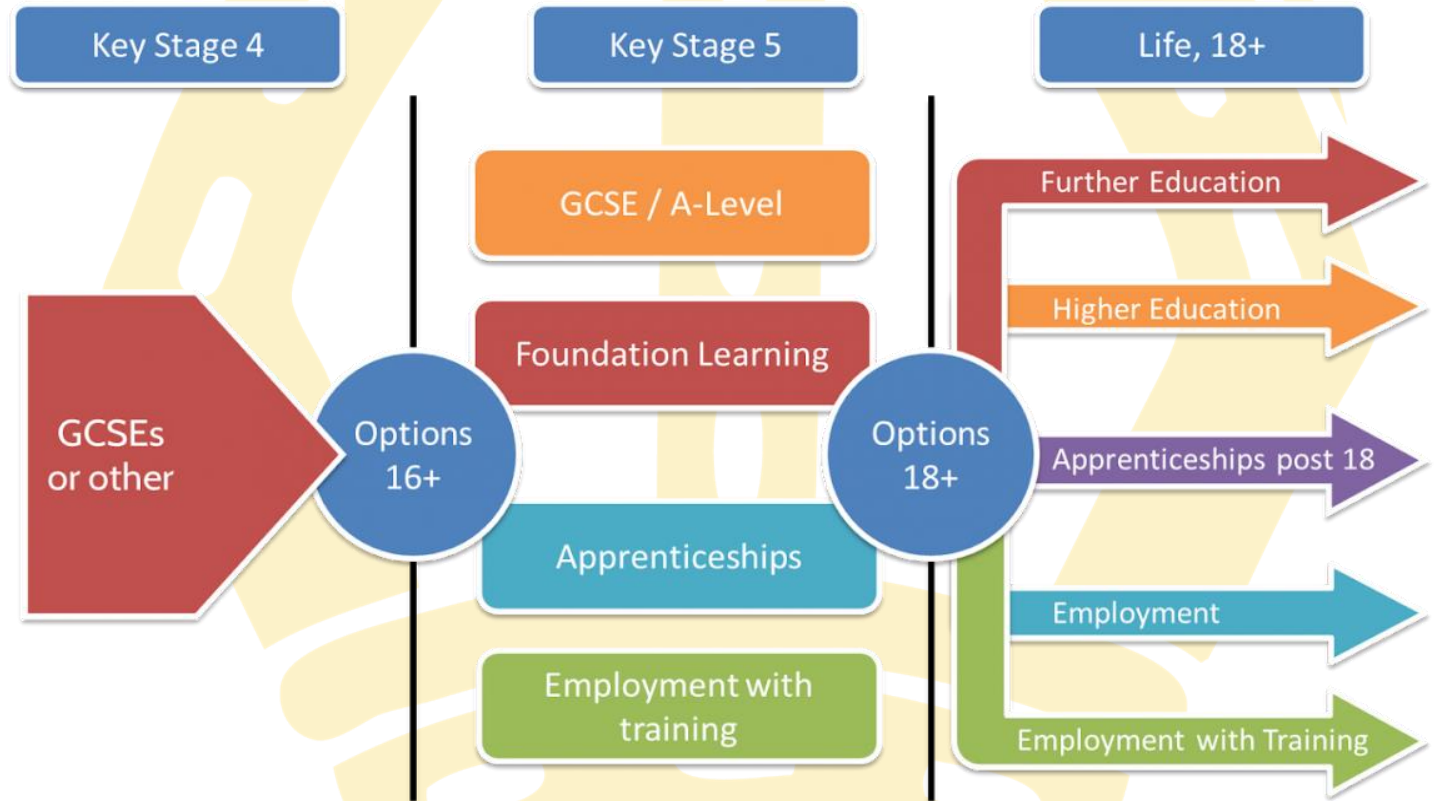 Key Stage 4
Key Stage 5
Life, 18+
GCSEs
or other
Options
16+
GCSE / A-Level
Foundation Learning
Apprenticeships
Employment with
training
Options
18+
Further Education
Higher Education
Apprenticeships post 18
Employment
Employment with Training